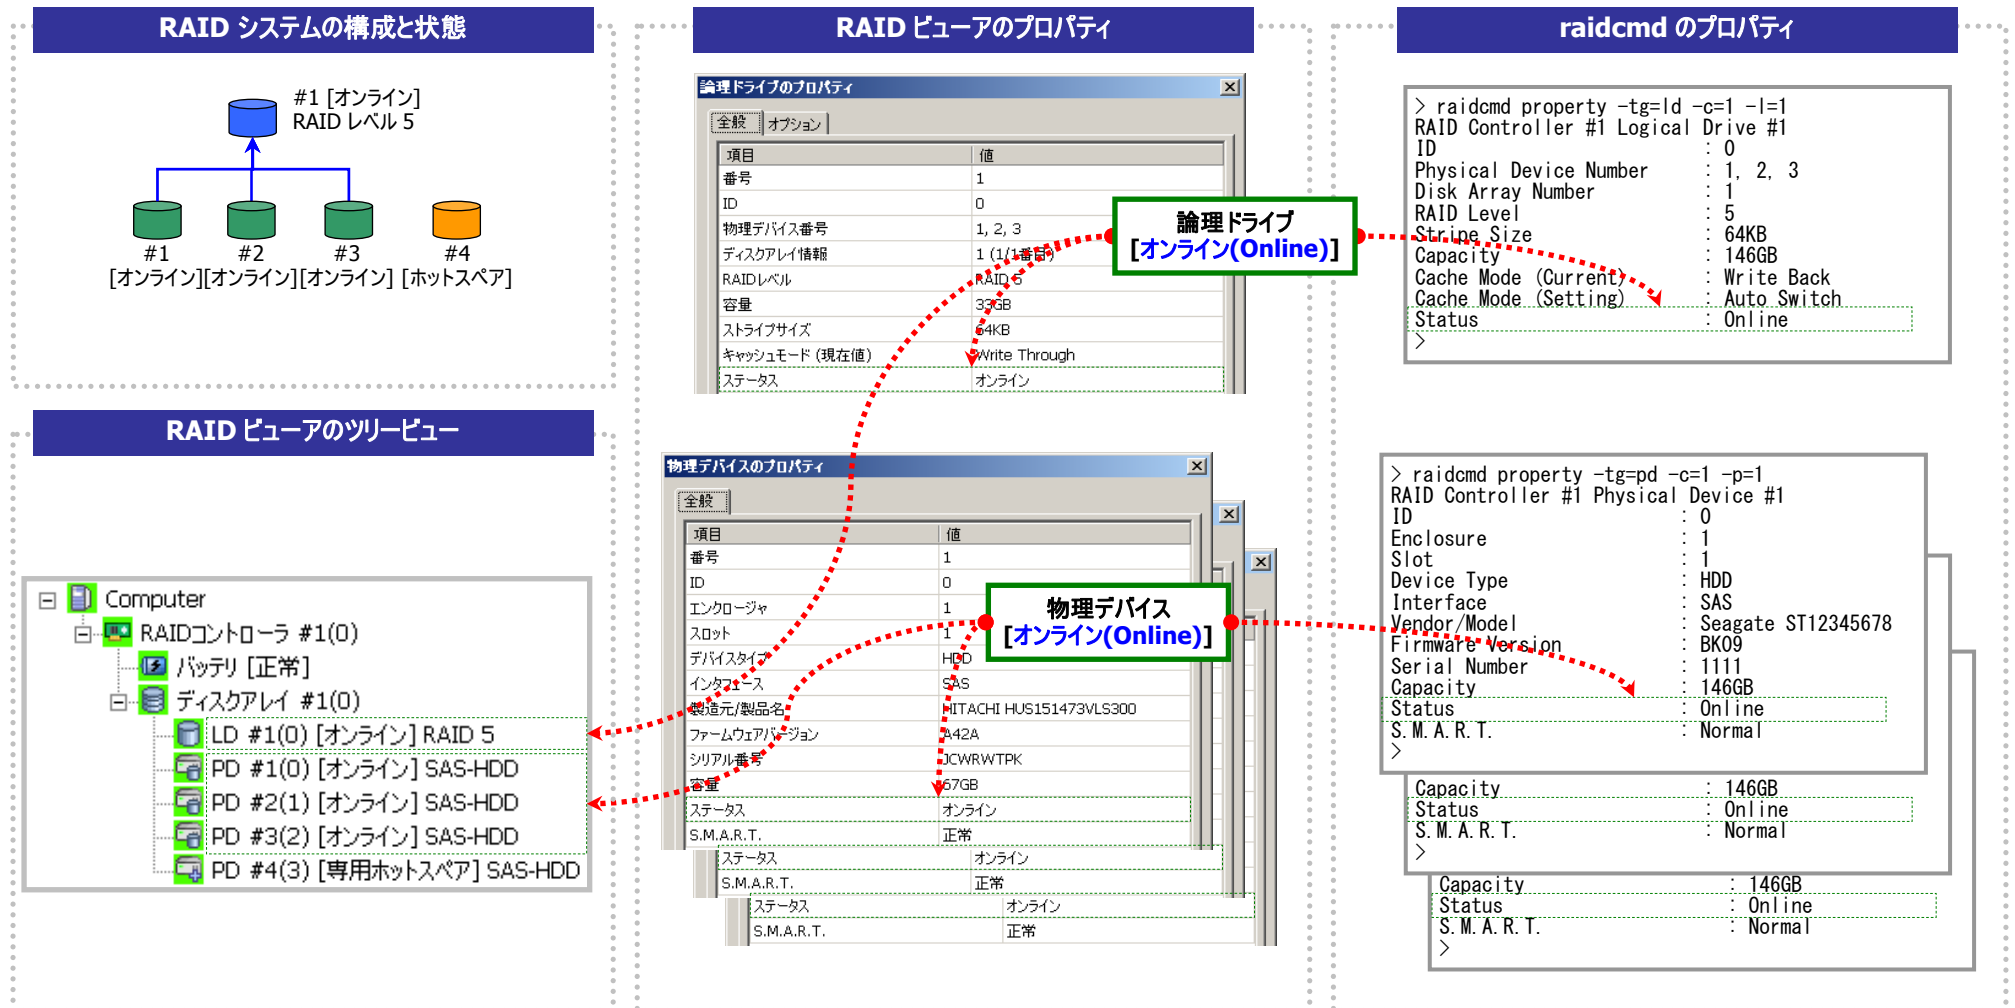 RAID システムの構成と状態
#1 [オンライン]
RAID レベル 5
#1 #2 #3 #4
[オンライン][オンライン][オンライン] [ホットスペア]
RAID ビューアのツリービュー
Computer
RAIDコントローラ #1(0)
バッテリ [正常]
ディスクアレイ #1(0)
LD #1(0) [オンライン] RAID 5
PD #1(0) [オンライン] SAS-HDD
PD #2(1) [オンライン] SAS-HDD
PD #3(2) [オンライン] SAS-HDD
PD #4(3) [専用ホットスペア] SAS-HDD
RAID ビューアのプロパティ
論理ドライブのプロパティ
全般 オプション
項目 値
番号 1
ID 0
物理デバイス番号 1, 2, 3
ディスクアレイ情報 1 (1/1番目)
RAIDレベル RAID 5
容量 33GB
ストライプサイズ 64KB
キャッシュモード (現在値) Write Through
ステータス オンライン
論理ドライブ
[オンライン(Online)]
物理デバイスのプロパティ
全般
項目 値
番号 1
ID 0
エンクロージャ 1
スロット 1
デバイスタイプ HDD
インタフェース SAS
製造元/製品名 HITACHI HUS151473VLS300
ファームウェアバージョン A42A
シリアル番号 JCWRWTPK
容量 67GB
ステータス オンライン
S.M.A.R.T. 正常
ステータス オンライン
S.M.A.R.T. 正常
ステータス オンライン
S.M.A.R.T. 正常
物理デバイス
[オンライン(Online)]
raidcmd のプロパティ
> raidcmd property -tg=ld -c=1 -l=1
RAID Controller #1 Logical Drive #1
ID : 0
Physical Device Number : 1, 2, 3
Disk Array Number : 1
RAID Level : 5
Stripe Size : 64KB
Capacity : 146GB
Cache Mode (Current) : Write Back
Cache Mode (Setting) : Auto Switch
Status : Online
>
> raidcmd property -tg=pd -c=1 -p=1
RAID Controller #1 Physical Device #1
ID : 0
Enclosure : 1
Slot : 1
Device Type : HDD
Interface : SAS
Vendor/Model : Seagate ST12345678
Firmware Version : BK09
Serial Number : 1111
Capacity : 146GB
Status : Online
S.M.A.R.T. : Normal
>
Capacity : 146GB
Status : Online
S.M.A.R.T. : Normal
>
Capacity : 146GB
Status : Online
S.M.A.R.T. : Normal
>